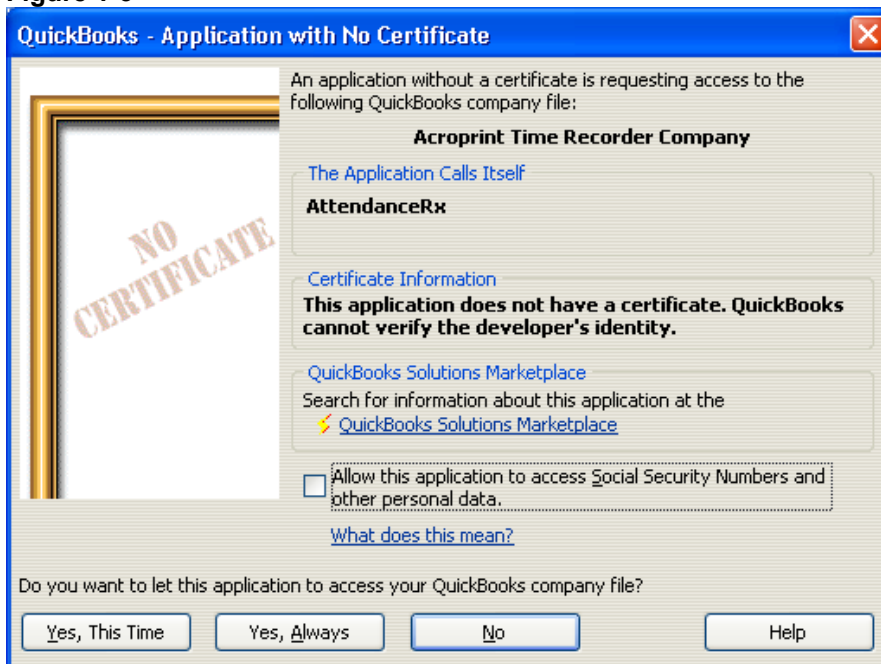 QuickBooks - Application with No Certificate
An application without a certificate is requesting access to the
following QuickBooks company file:
Acroprint Time Recorder Company
The Application Calls Itself
AttendanceRx
NO
CERTIFICATE
Certificate Information
This application does not have a certificate. QuickBooks
cannot verify the developer's identity.
QuickBooks Solutions Marketplace
Search for information about this application at the
QuickBooks Solutions Marketplace
Allow this application to access Social Security Numbers and
other personal data.
What does this mean?
Do you want to let this application to access your QuickBooks company file?
Yes, This Time
Yes, Always
No
Help